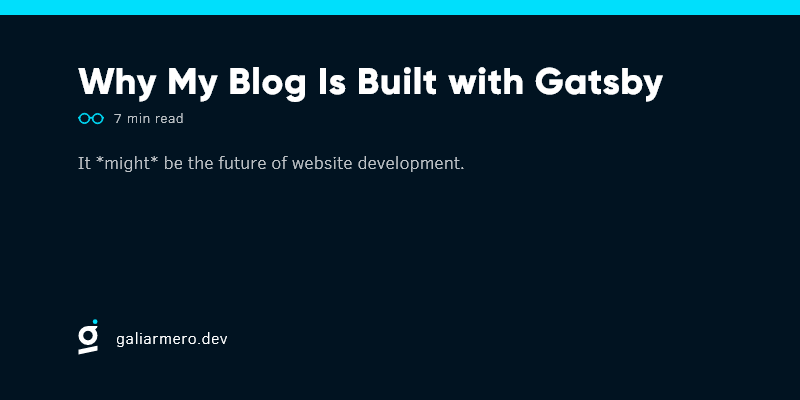 Why My Blog Is Built with Gatsby
7 min read
It *might* be the future of website development.
galiarmero.dev